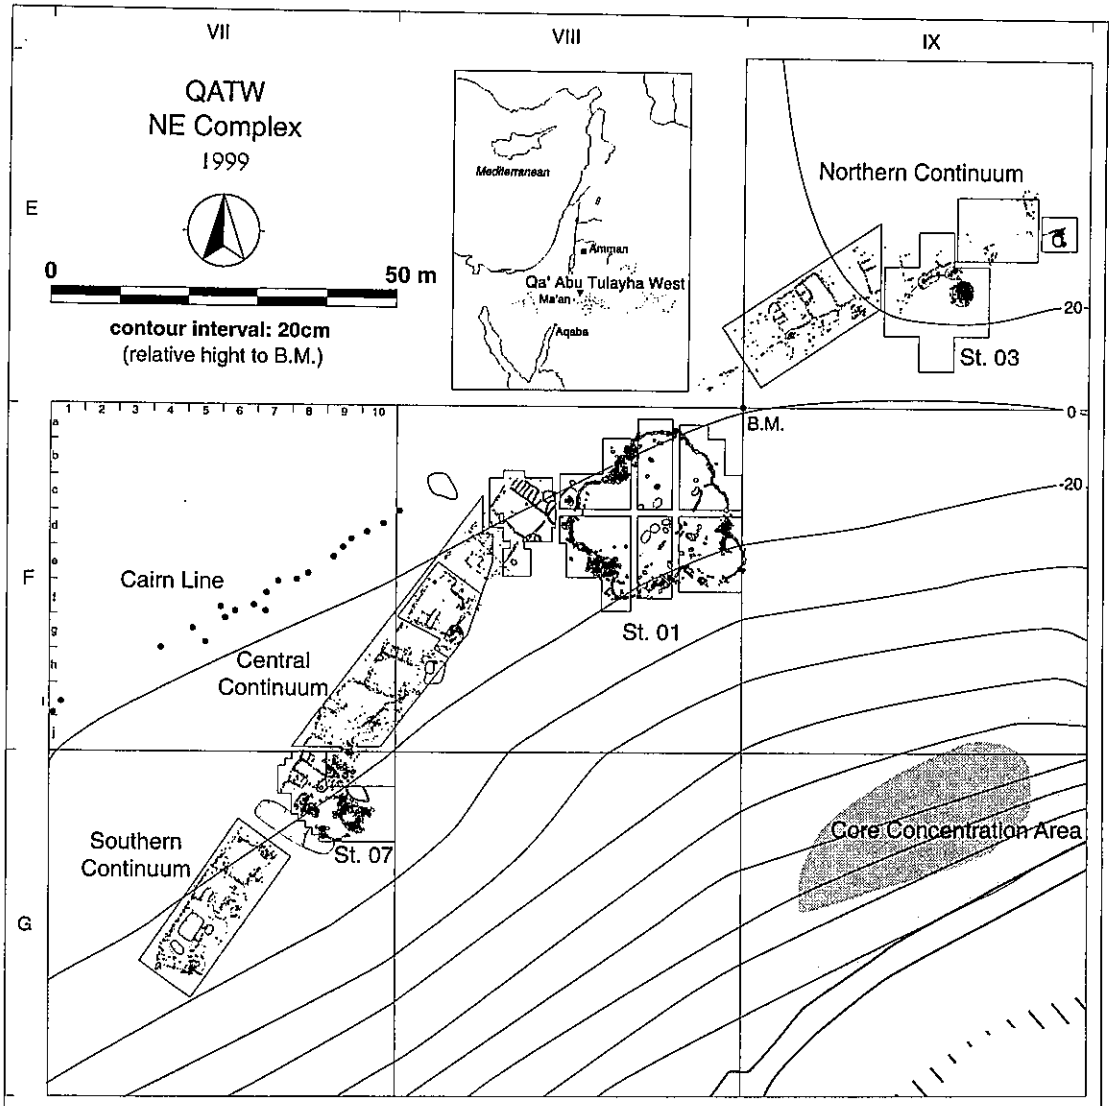 VII
VIII
IX
QATW
NE Complex
1999
E
0
50 m
contour interval: 20cm
(relative hight to B.M.)
Mediterranean
Amman
Qa' Abu Tulayha West
Ma'an
Aqaba
Northern Continuum
20
St. 03
1 2 3 4 5 6 7 8 9 10
B.M.
0
-20
a
b
c
d
e
f
g
h
i
j
F
Cairn Line
St. 01
Central
Continuum
Southern
Continuum
St. 07
Core Concentration Area
G